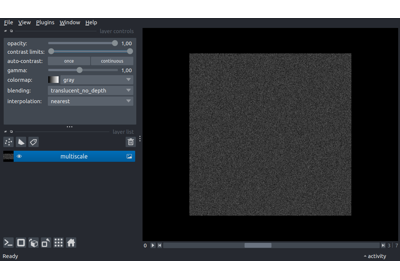 File View Plugins Window Help
layer controls
opacity: 1,00
contrast limits:
auto-contrast: once continuous
gamma: 1,00
colormap: gray
blending: translucent_no_depth
interpolation: nearest
layer list
multiscale
0
Ready
activity